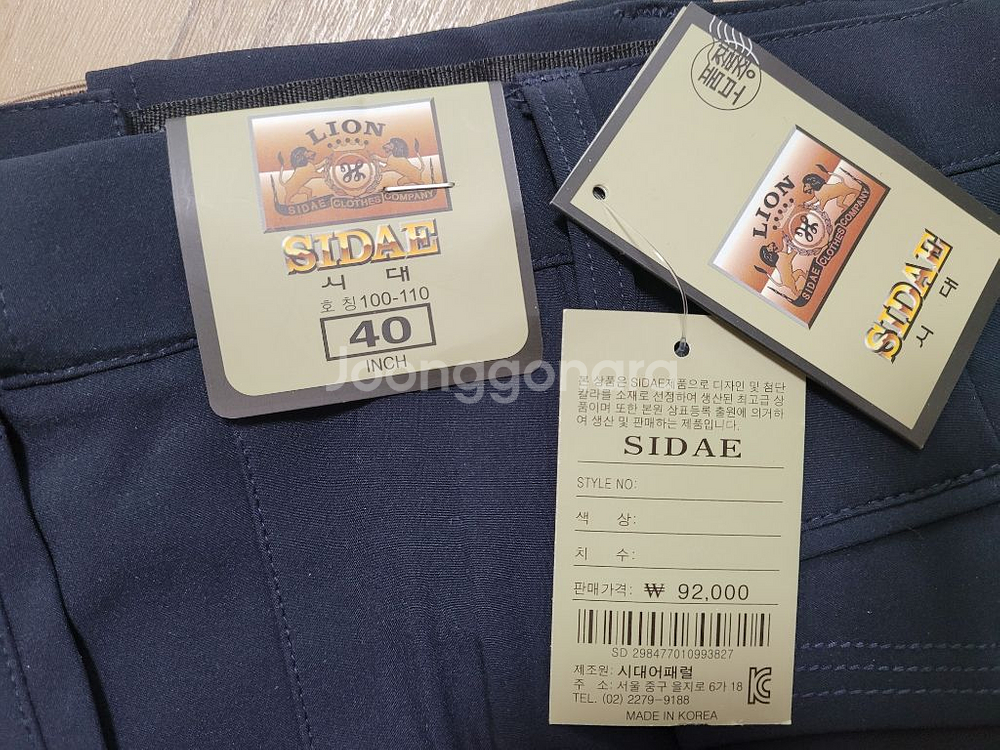 LION
SIDAE CLOTHES COMPANY
SIDAE
시 대
호 칭 100-110
40
INCH
LION
SIDAE CLOTHES COMPANY
SIDAE
시 대
Joonggonara
본 상품은 SIDAE제품으로 디자인 및 첨단
칼라를 소재로 선정하여 생산된 최고급 상
품이며 또한 본원 상표등록 출원에 의거하
여 생산 및 판매하는 제품입니다.
SIDAE
STYLE NO:
색 상:
치 수:
판매가격: ₩ 92,000
SD 298477010993827
제조원: 시대어패럴
주 소: 서울 중구 을지로 6가 18
TEL. (02) 2279-9188
MADE IN KOREA